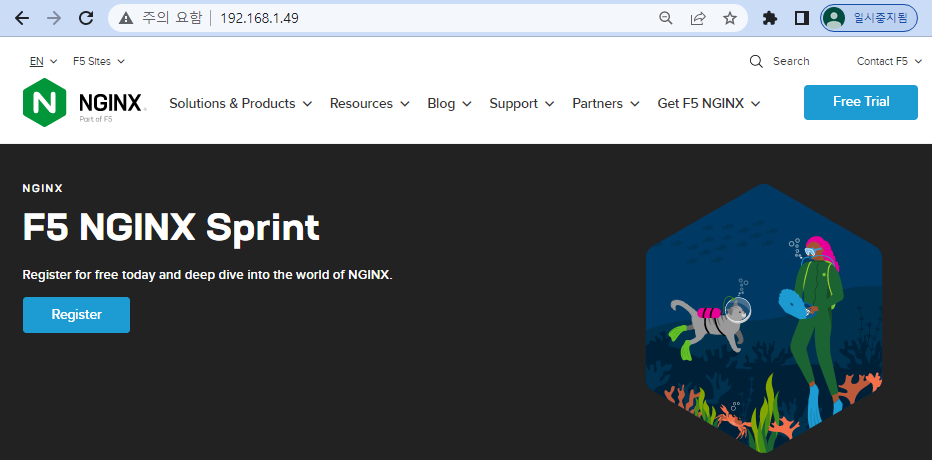 주의 요함 192.168.1.49 일시중지됨
EN F5 Sites Search Contact F5
NGINX Solutions & Products Resources Blog Support Partners Get F5 NGINX Free Trial
Part of F5
NGINX
F5 NGINX Sprint
Register for free today and deep dive into the world of NGINX.
Register